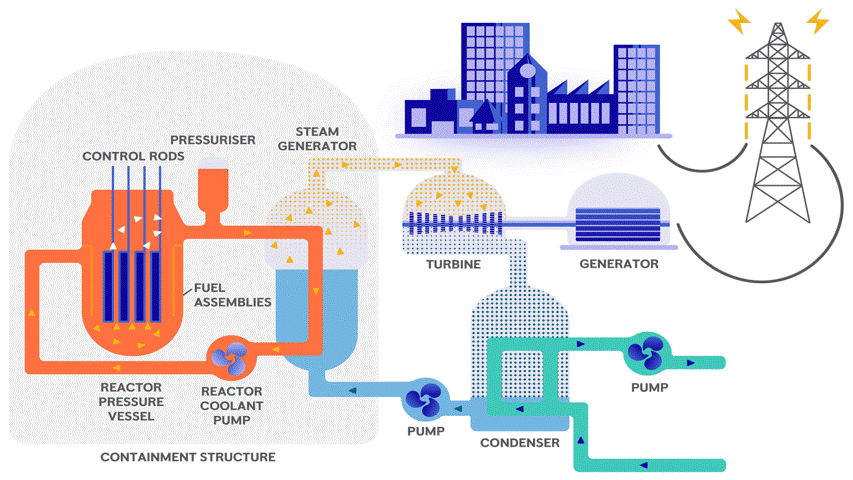 PRESSURISER
STEAM
GENERATOR
CONTROL RODS
TURBINE
GENERATOR
FUEL
ASSEMBLIES
REACTOR
PRESSURE
VESSEL
REACTOR
COOLANT
PUMP
PUMP
PUMP
CONDENSER
CONTAINMENT STRUCTURE